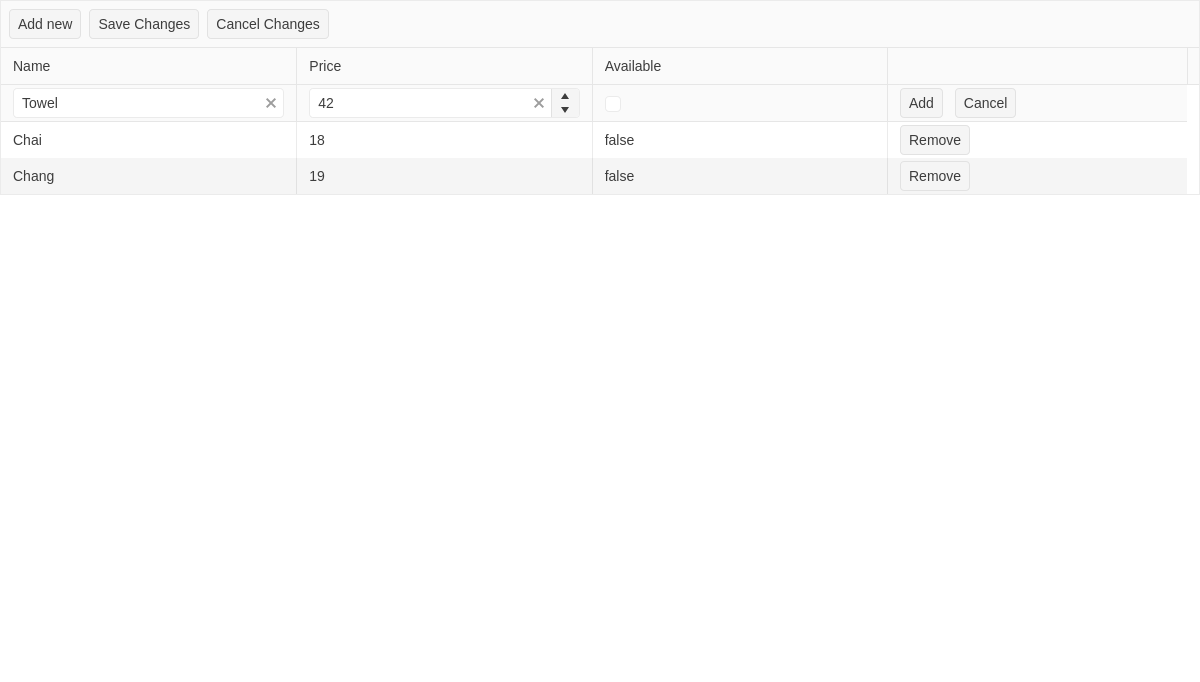 Add new Save Changes Cancel Changes
Name Price Available
Towel 42 Add Cancel
Chai 18 false Remove
Chang 19 false Remove